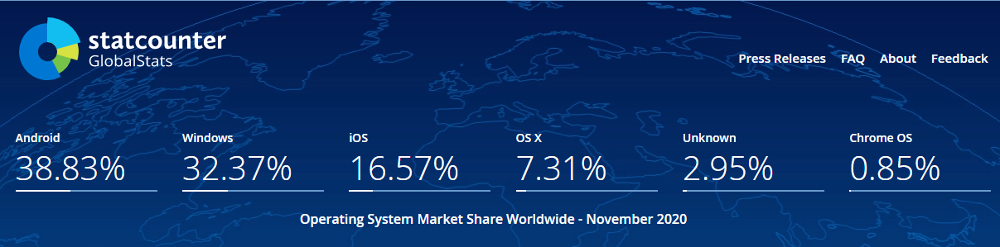 statcounter
GlobalStats
Press Releases FAQ About Feedback
Android Windows iOS OS X Unknown Chrome OS
38.83% 32.37% 16.57% 7.31% 2.95% 0.85%
Operating System Market Share Worldwide - November 2020